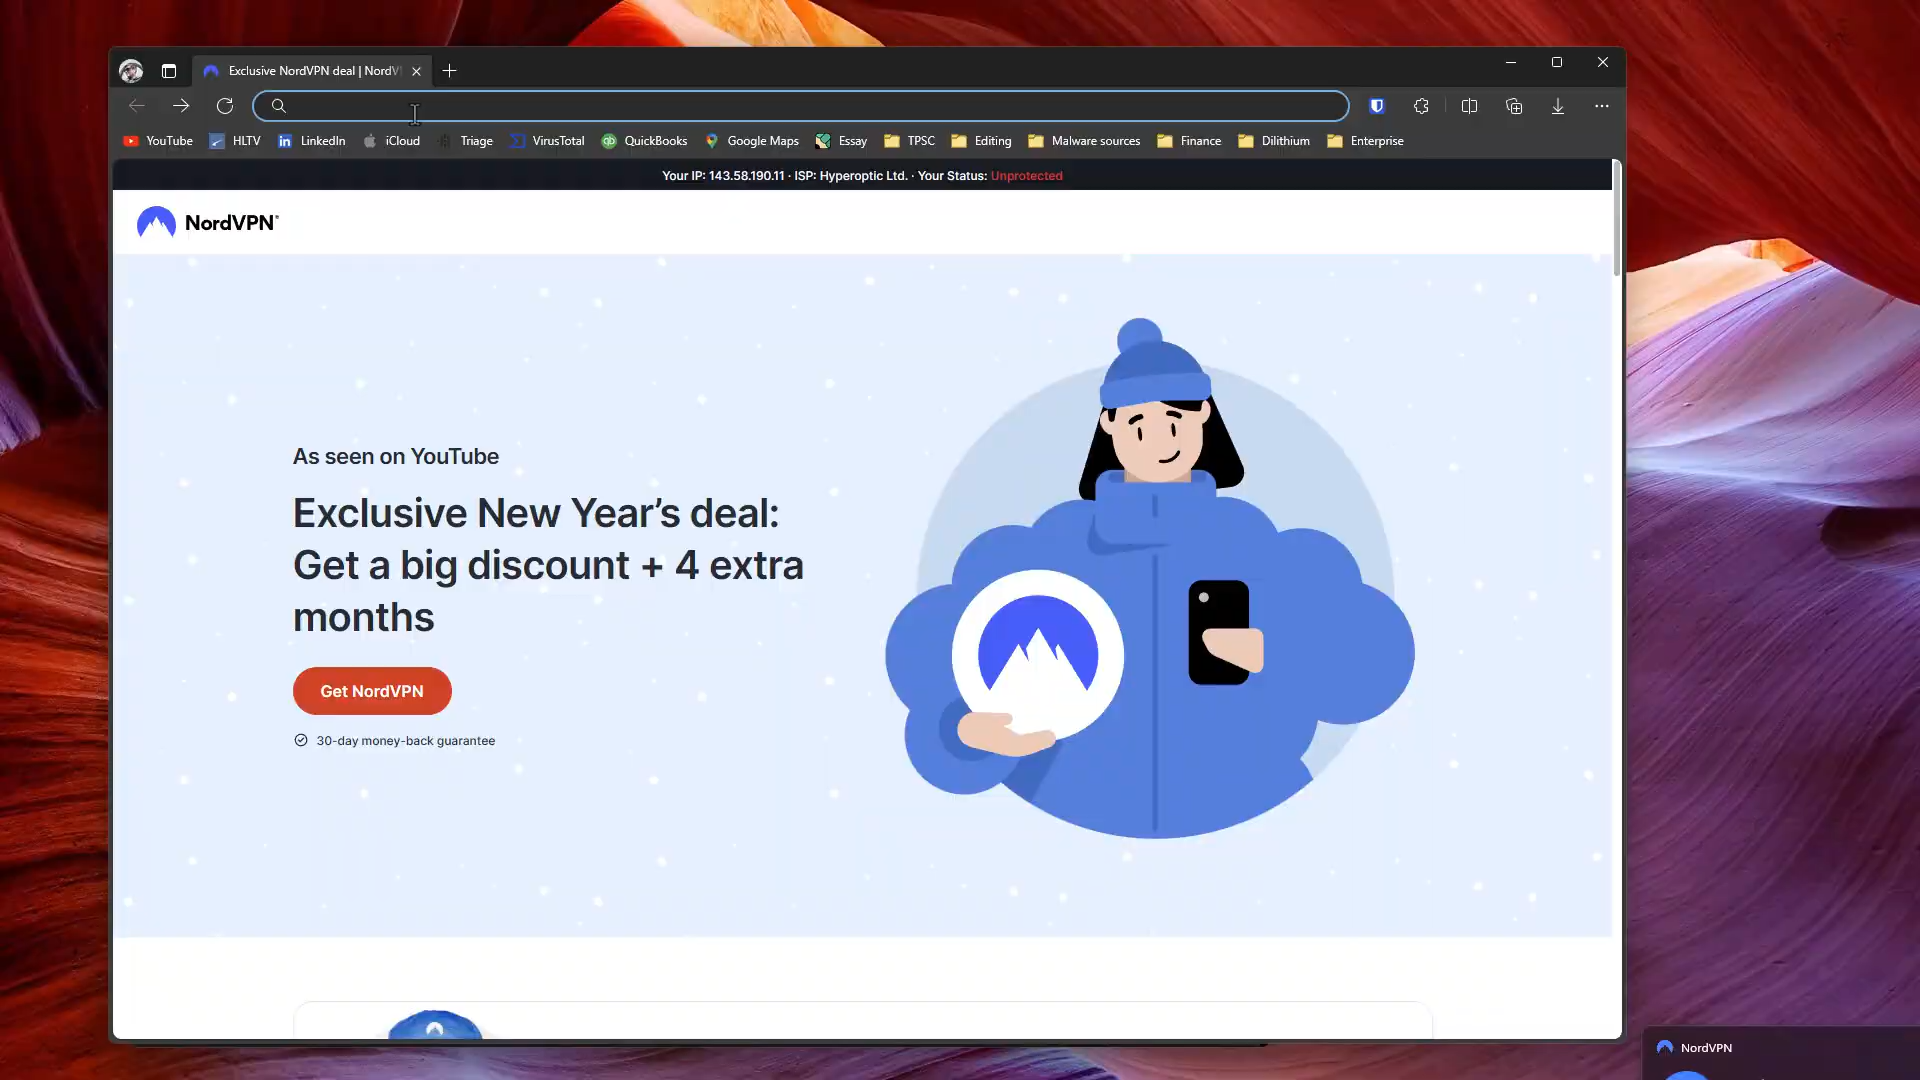 Exclusive NordVPN deal | NordV
YouTube HLTV LinkedIn iCloud Triage VirusTotal QuickBooks Google Maps Essay TPSC Editing Malware sources Finance Dilithium Enterprise
Your IP: 143.58.190.11 · ISP: Hyperoptic Ltd. · Your Status: Unprotected
NordVPN®
As seen on YouTube
Exclusive New Year’s deal:
Get a big discount + 4 extra
months
Get NordVPN
30-day money-back guarantee
NordVPN